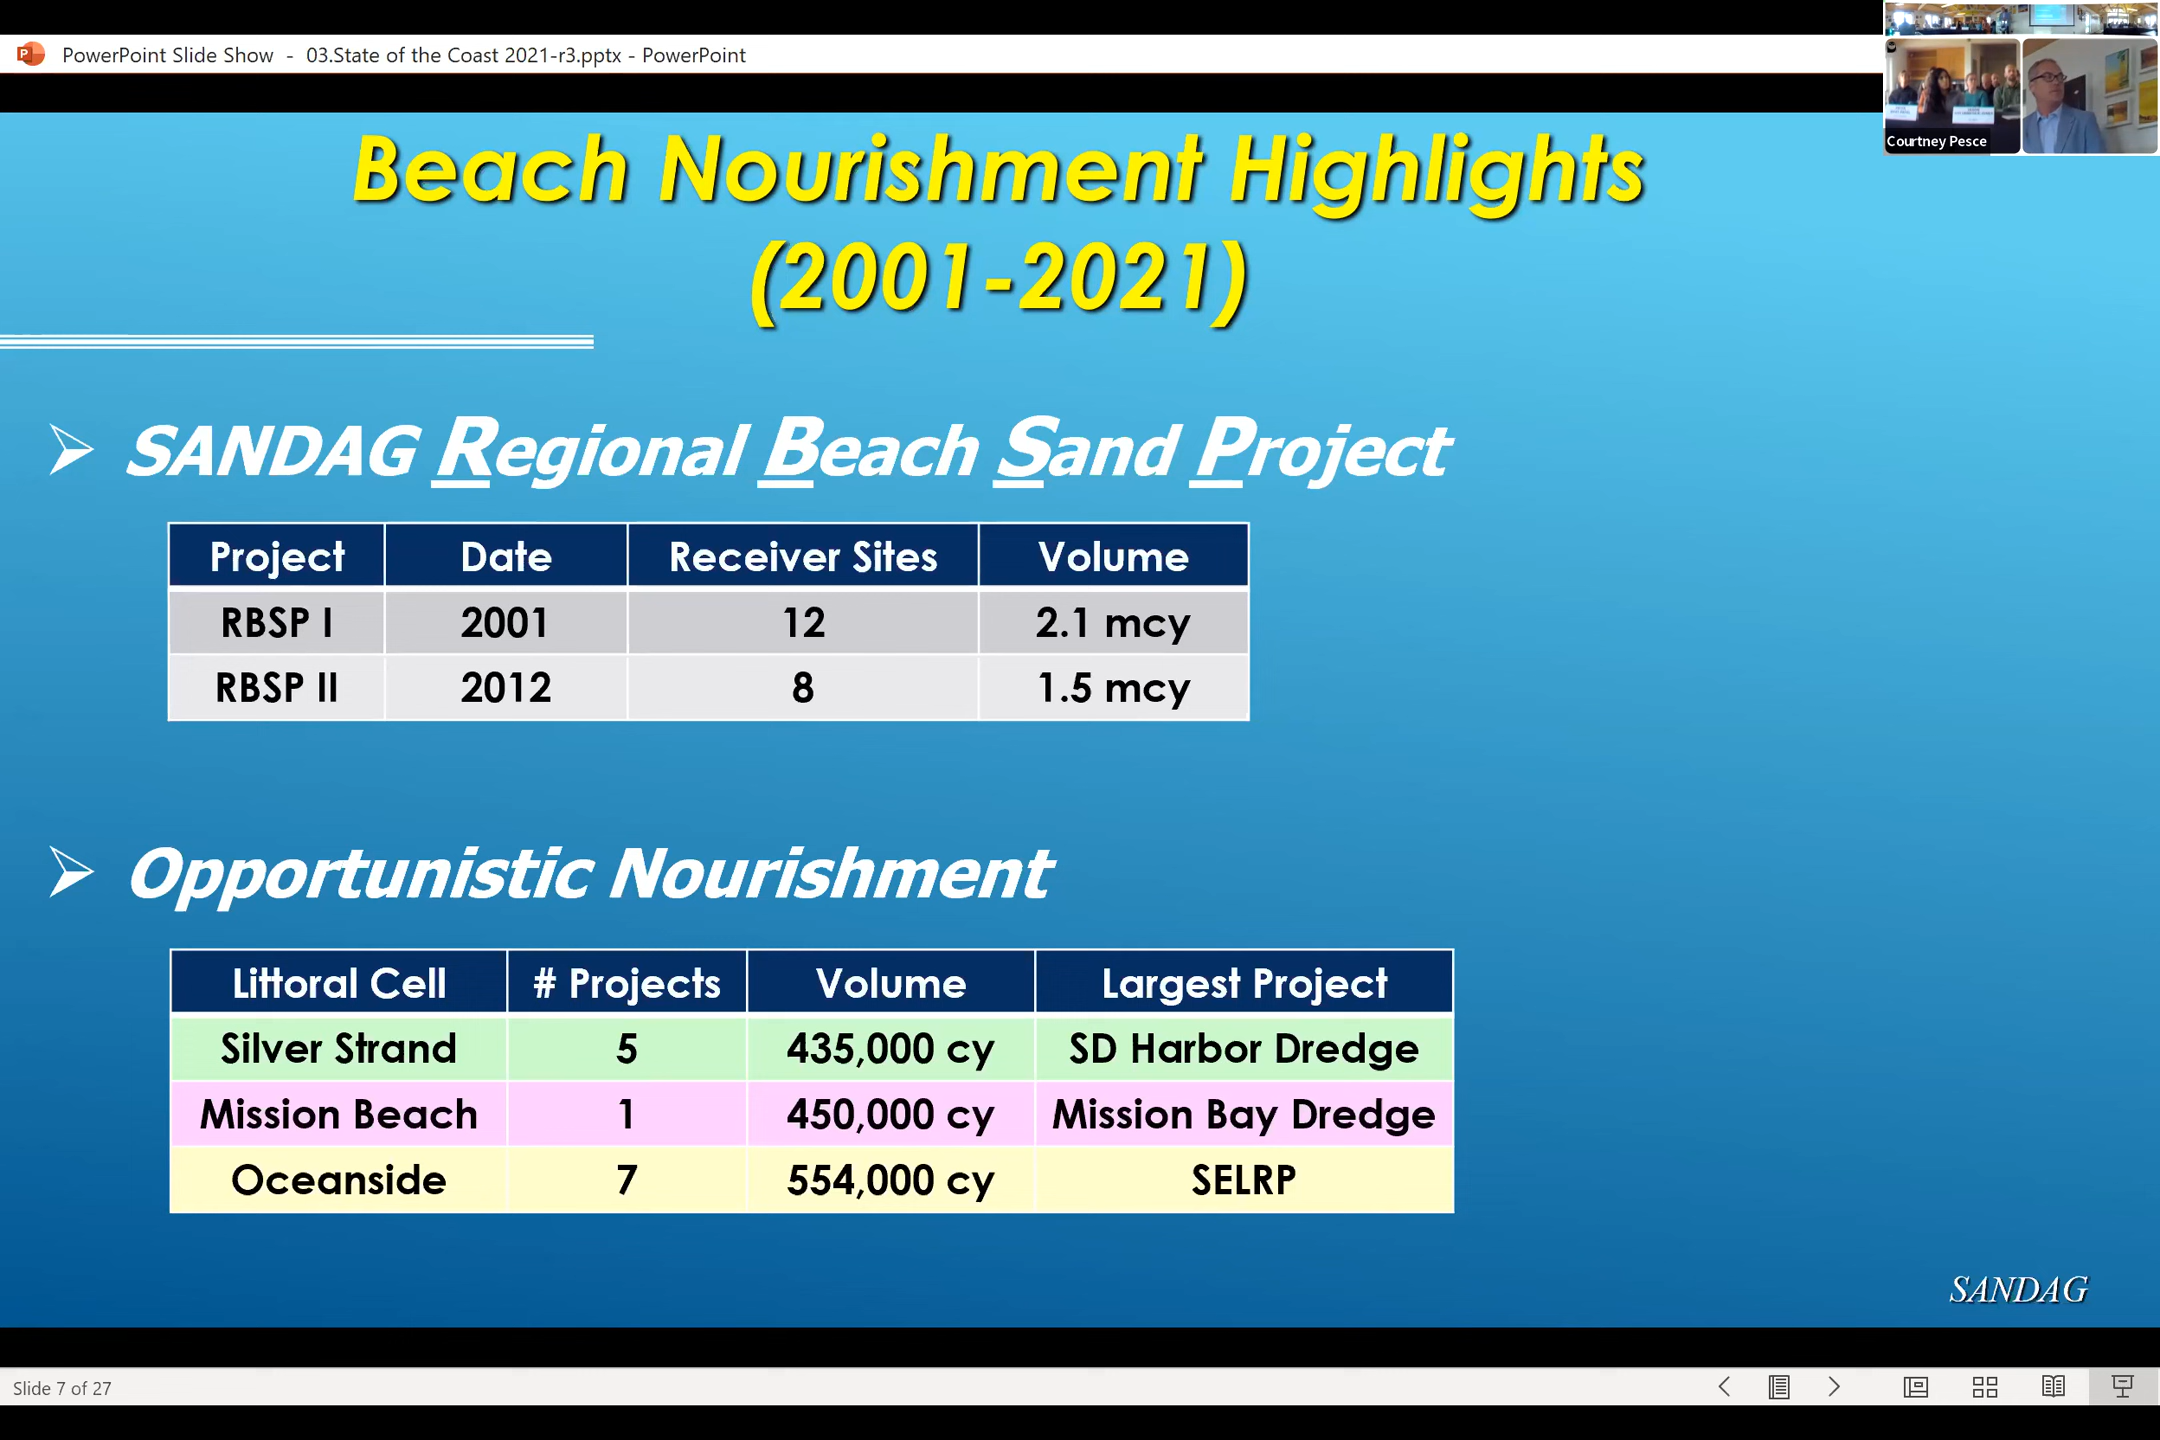 PowerPoint Slide Show - 03.State of the Coast 2021-r3.pptx - PowerPoint
Courtney Pesce
Beach Nourishment Highlights
(2001-2021)
SANDAG Regional Beach Sand Project
Project Date Receiver Sites Volume
RBSP I 2001 12 2.1 mcy
RBSP II 2012 8 1.5 mcy
Opportunistic Nourishment
Littoral Cell # Projects Volume Largest Project
Silver Strand 5 435,000 cy SD Harbor Dredge
Mission Beach 1 450,000 cy Mission Bay Dredge
Oceanside 7 554,000 cy SELRP
SANDAG
Slide 7 of 27